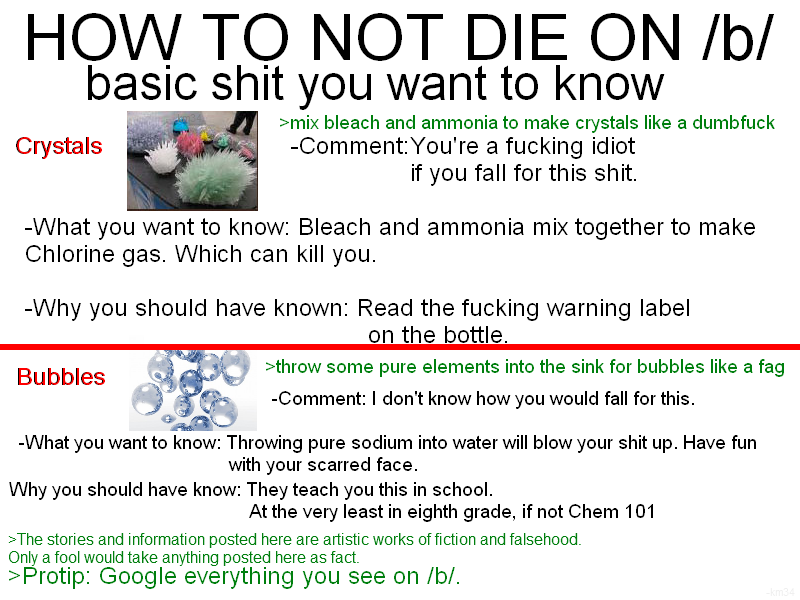 HOW TO NOT DIE ON /b/
basic shit you want to know
>mix bleach and ammonia to make crystals like a dumbfuck
Crystals
-Comment:You're a fucking idiot
if you fall for this shit.
-What you want to know: Bleach and ammonia mix together to make
Chlorine gas. Which can kill you.
-Why you should have known: Read the fucking warning label
on the bottle.
>throw some pure elements into the sink for bubbles like a fag
Bubbles
-Comment: I don't know how you would fall for this.
-What you want to know: Throwing pure sodium into water will blow your shit up. Have fun
with your scarred face.
Why you should have know: They teach you this in school.
At the very least in eighth grade, if not Chem 101
>The stories and information posted here are artistic works of fiction and falsehood.
Only a fool would take anything posted here as fact.
>Protip: Google everything you see on /b/.
-km34